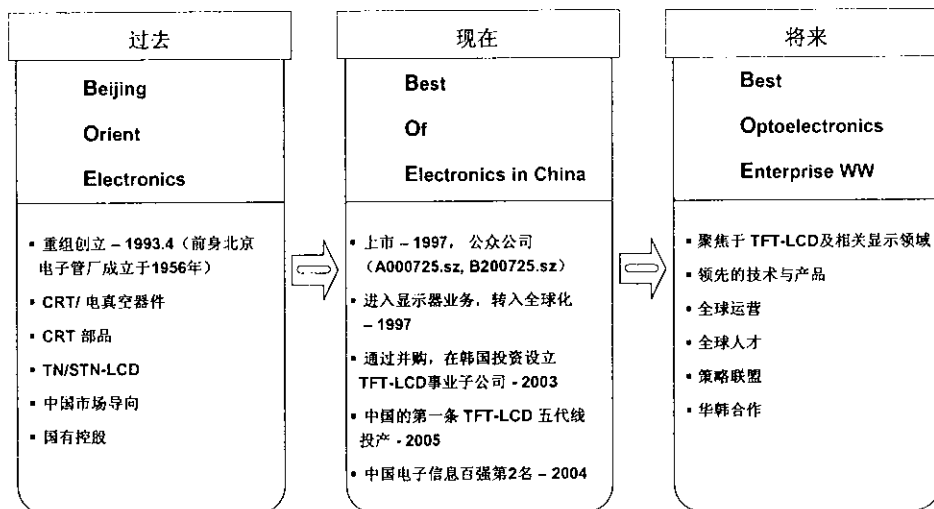 过去
Beijing
Orient
Electronics
▪ 重组创立 – 1993.4（前身北京
电子管厂成立于1956年）
▪ CRT/ 电真空器件
▪ CRT 部品
▪ TN/STN-LCD
▪ 中国市场导向
▪ 国有控股
现在
Best
Of
Electronics in China
▪ 上市 – 1997， 公众公司
（A000725.sz, B200725.sz）
▪ 进入显示器业务，转入全球化
– 1997
▪ 通过并购，在韩国投资设立
TFT-LCD事业子公司 - 2003
▪ 中国的第一条 TFT-LCD 五代线
投产 - 2005
▪ 中国电子信息百强第2名 – 2004
将来
Best
Optoelectronics
Enterprise WW
▪ 聚焦于 TFT-LCD及相关显示领域
▪ 领先的技术与产品
▪ 全球运营
▪ 全球人才
▪ 策略联盟
▪ 华韩合作